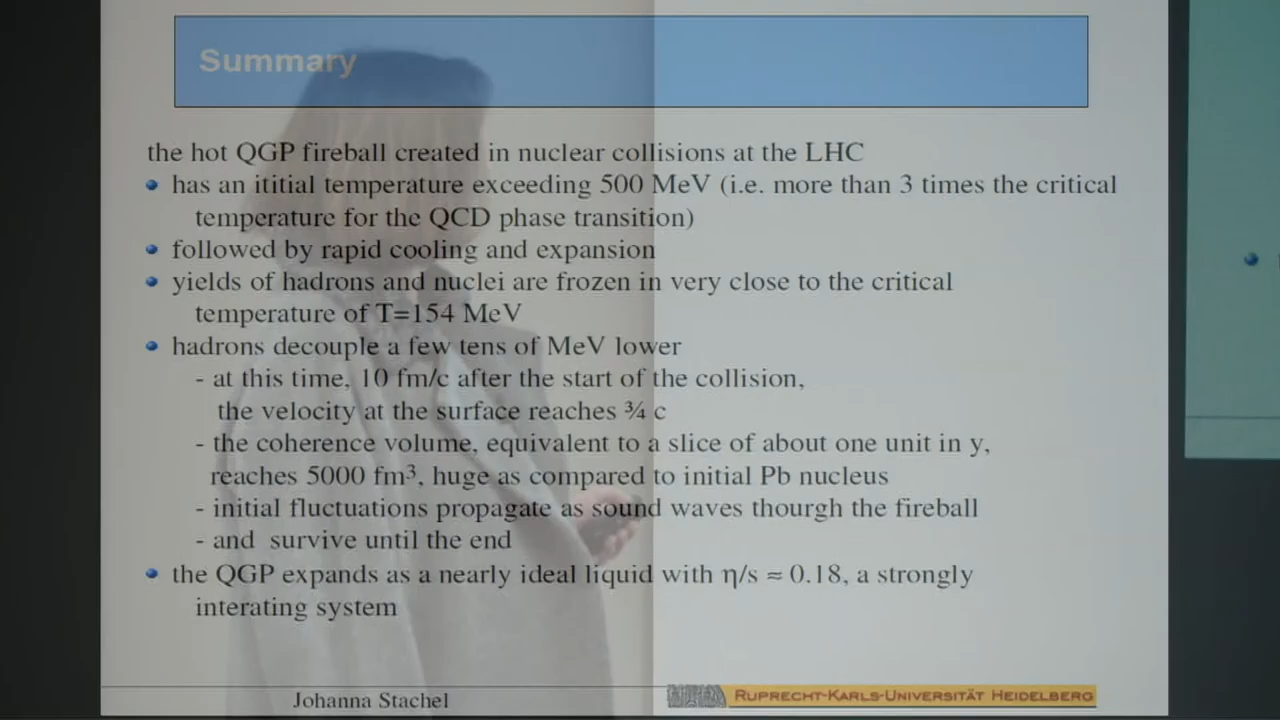 Summary
the hot QGP fireball created in nuclear collisions at the LHC
has an ititial temperature exceeding 500 MeV (i.e. more than 3 times the critical
temperature for the QCD phase transition)
followed by rapid cooling and expansion
yields of hadrons and nuclei are frozen in very close to the critical
temperature of T=154 MeV
hadrons decouple a few tens of MeV lower
- at this time, 10 fm/c after the start of the collision,
the velocity at the surface reaches ¾ c
- the coherence volume, equivalent to a slice of about one unit in y,
reaches 5000 fm³, huge as compared to initial Pb nucleus
- initial fluctuations propagate as sound waves thourgh the fireball
- and survive until the end
the QGP expands as a nearly ideal liquid with η/s ≈ 0.18, a strongly
interating system
Johanna Stachel
RUPRECHT-KARLS-UNIVERSITÄT HEIDELBERG